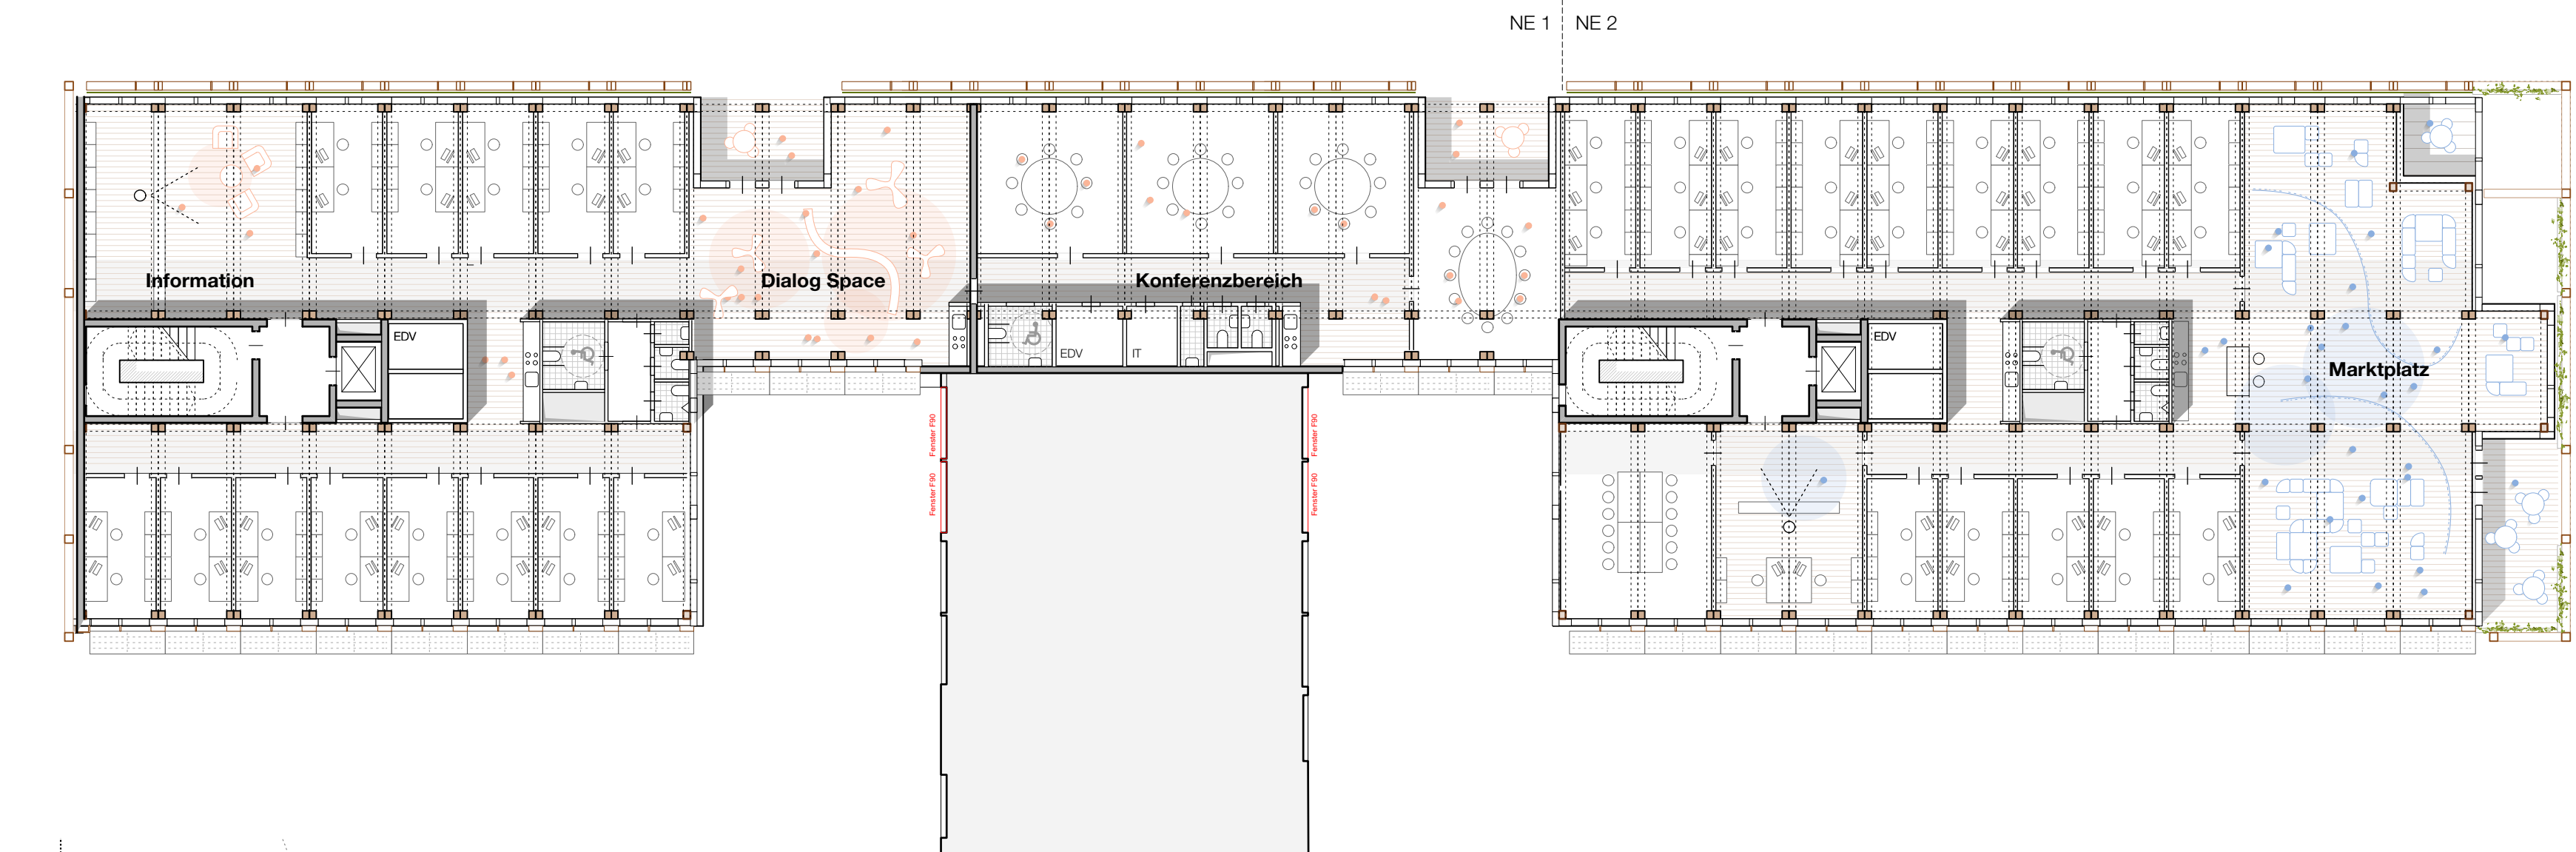 NE 1 NE 2
Information
Dialog Space
Konferenzbereich
EDV
EDV
IT
EDV
Marktplatz
Fenster F90
Fenster F90
Fenster F90
Fenster F90